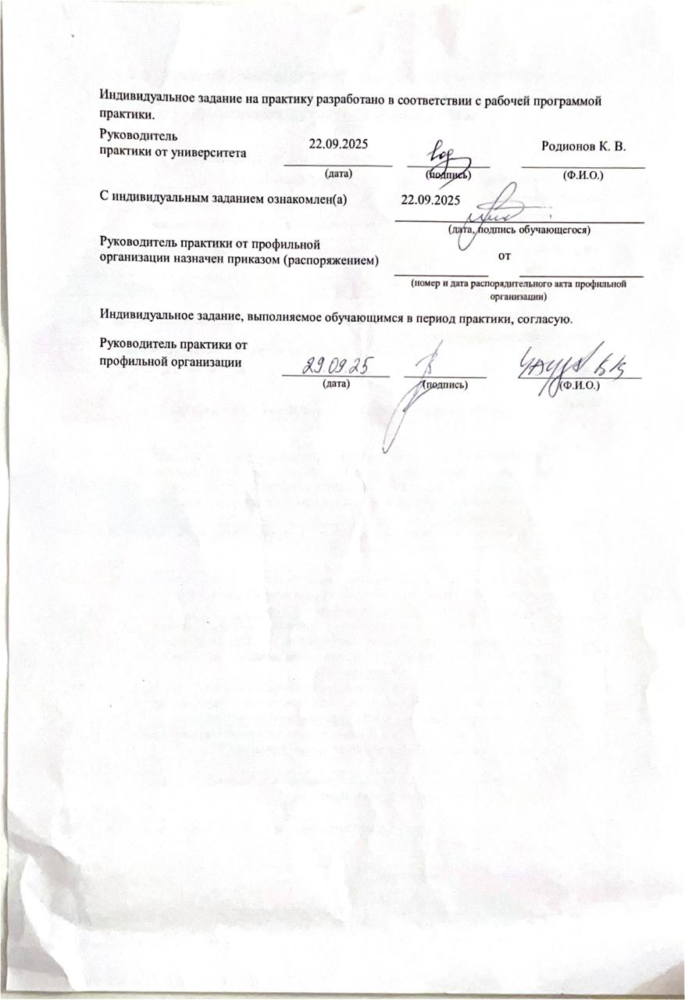 Индивидуальное задание на практику разработано в соответствии с рабочей программой
практики.
Руководитель
практики от университета 22.09.2025 Родионов К. В.
(дата) (подпись) (Ф.И.О.)
С индивидуальным заданием ознакомлен(а) 22.09.2025
(дата, подпись обучающегося)
Руководитель практики от профильной
организации назначен приказом (распоряжением) от
(номер и дата распорядительного акта профильной
организации)
Индивидуальное задание, выполняемое обучающимся в период практики, согласую.
Руководитель практики от
профильной организации 29.09.25
(дата) (подпись) (Ф.И.О.)